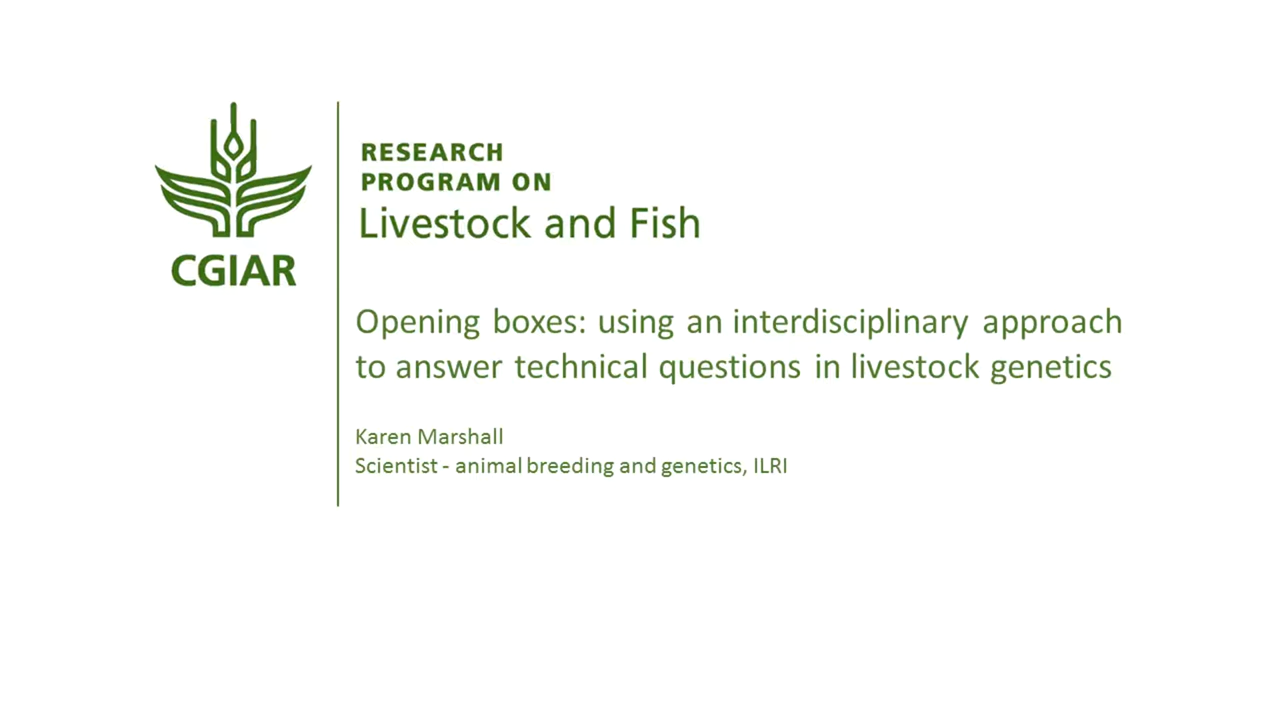 RESEARCH
PROGRAM ON
Livestock and Fish
CGIAR
Opening boxes: using an interdisciplinary approach
to answer technical questions in livestock genetics
Karen Marshall
Scientist - animal breeding and genetics, ILRI